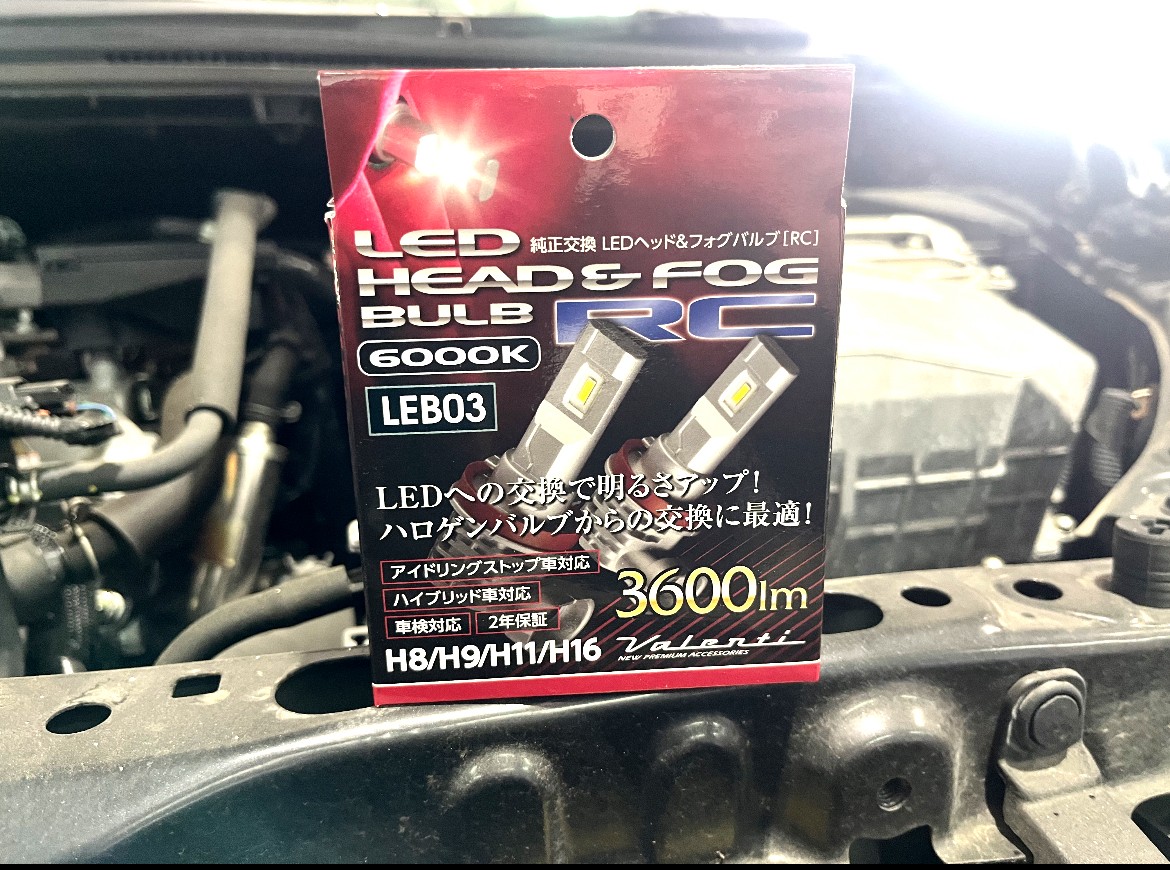 LED 純正交換 LEDヘッド&フォグバルブ[RC]
HEAD & FOG
BULB RC
6000K
LEB03
LEDへの交換で明るさアップ!
ハロゲンバルブからの交換に最適!
アイドリングストップ車対応
ハイブリッド車対応
車検対応 2年保証
3600lm
H8/H9/H11/H16
Valenti
NEW PREMIUM ACCESSORIES